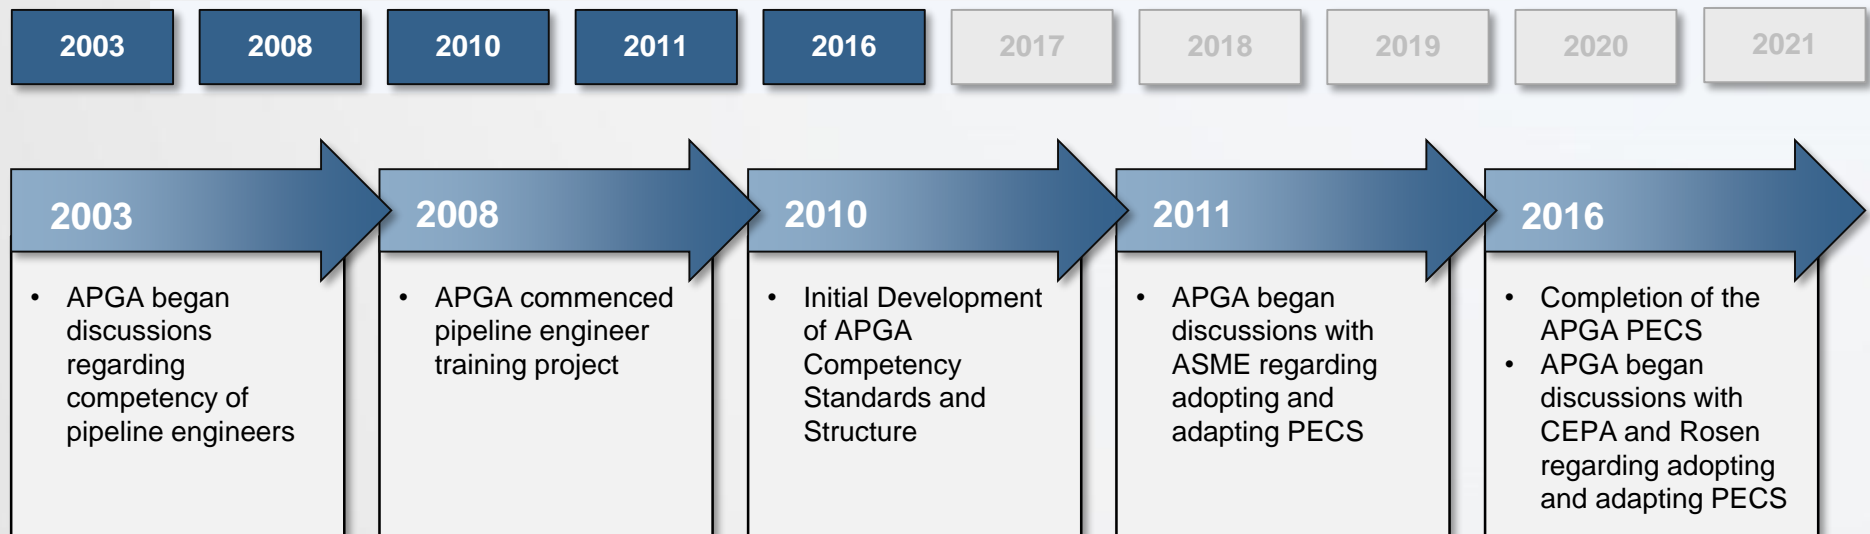 2003 2008 2010 2011 2016 2017 2018 2019 2020 2021
2003
• APGA began
discussions
regarding
competency of
pipeline engineers
2008
• APGA commenced
pipeline engineer
training project
2010
• Initial Development
of APGA
Competency
Standards and
Structure
2011
• APGA began
discussions with
ASME regarding
adopting and
adapting PECS
2016
• Completion of the
APGA PECS
• APGA began
discussions with
CEPA and Rosen
regarding adopting
and adapting PECS